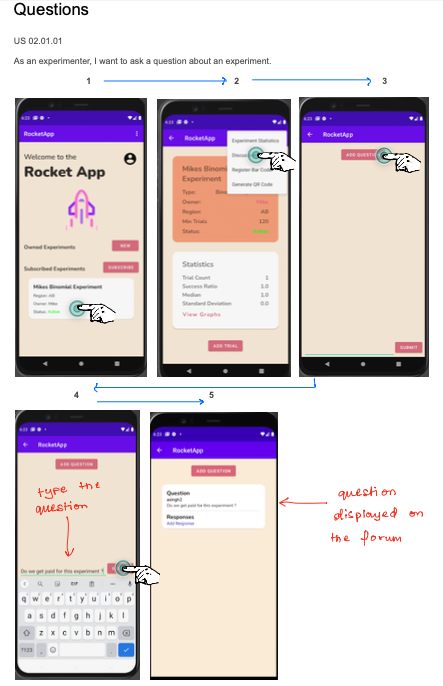 Questions
US 02.01.01
As an experimenter, I want to ask a question about an experiment.
1 2 3
4:23
RocketApp
Welcome to the
Rocket App
Owned Experiments NEW
Subscribed Experiments SUBSCRIBE
Mikes Binomial Experiment
Region: AB
Owner: Mike
Status: Active
4:23
RocketApp
Experiment Statistics
Register Bar Code
Generate QR Code
Mikes Binomial
Experiment
Type:
Owner: Mike
Region AB
Min Trials 120
Status: Active
Statistics
Trial Count 1
Success Ratio 1.0
Median 1.0
Standard Deviation 0.0
View Graphs
ADD TRIAL
4:23
RocketApp
ADD QUESTION
SUBMIT
4 5
4:23
RocketApp
ADD QUESTION
type the
question
Do we get paid for this experiment ?
GIF
q w e r t y u i o p
a s d f g h j k l
z x c v b n m
?123 , .
4:23
RocketApp
ADD QUESTION
Question
asingh2
Do we get paid for this experiment ?
Responses
Add Response
question
displayed on
the forum